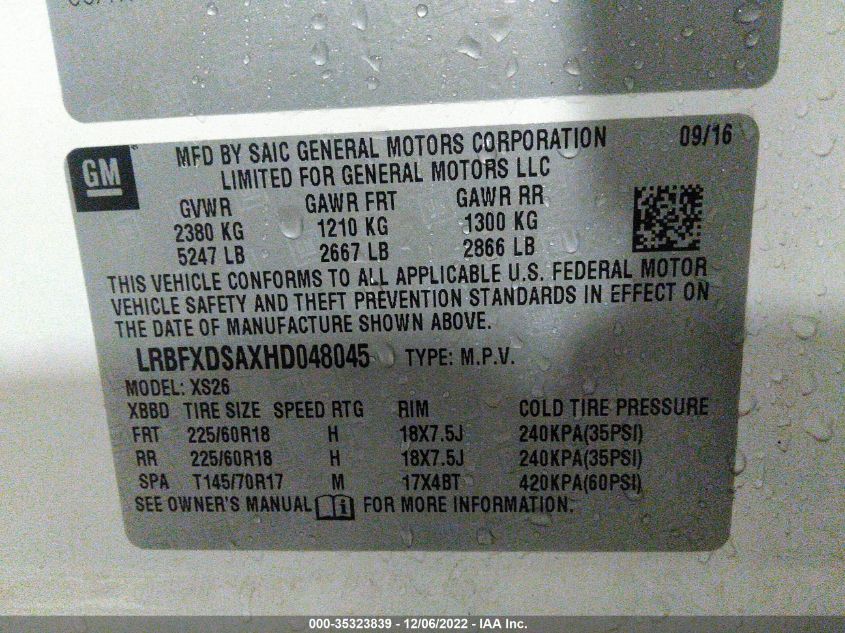 GM
MFD BY SAIC GENERAL MOTORS CORPORATION 09/16
LIMITED FOR GENERAL MOTORS LLC
GVWR GAWR FRT GAWR RR
2380 KG 1210 KG 1300 KG
5247 LB 2667 LB 2866 LB
THIS VEHICLE CONFORMS TO ALL APPLICABLE U.S. FEDERAL MOTOR
VEHICLE SAFETY AND THEFT PREVENTION STANDARDS IN EFFECT ON
THE DATE OF MANUFACTURE SHOWN ABOVE.
LRBFXDSAXHD048045 TYPE: M.P.V.
MODEL: XS26
XBBD TIRE SIZE SPEED RTG RIM COLD TIRE PRESSURE
FRT 225/60R18 H 18X7.5J 240KPA(35PSI)
RR 225/60R18 H 18X7.5J 240KPA(35PSI)
SPA T145/70R17 M 17X4BT 420KPA(60PSI)
SEE OWNER'S MANUAL FOR MORE INFORMATION.
000-35323839 - 12/06/2022 - IAA Inc.